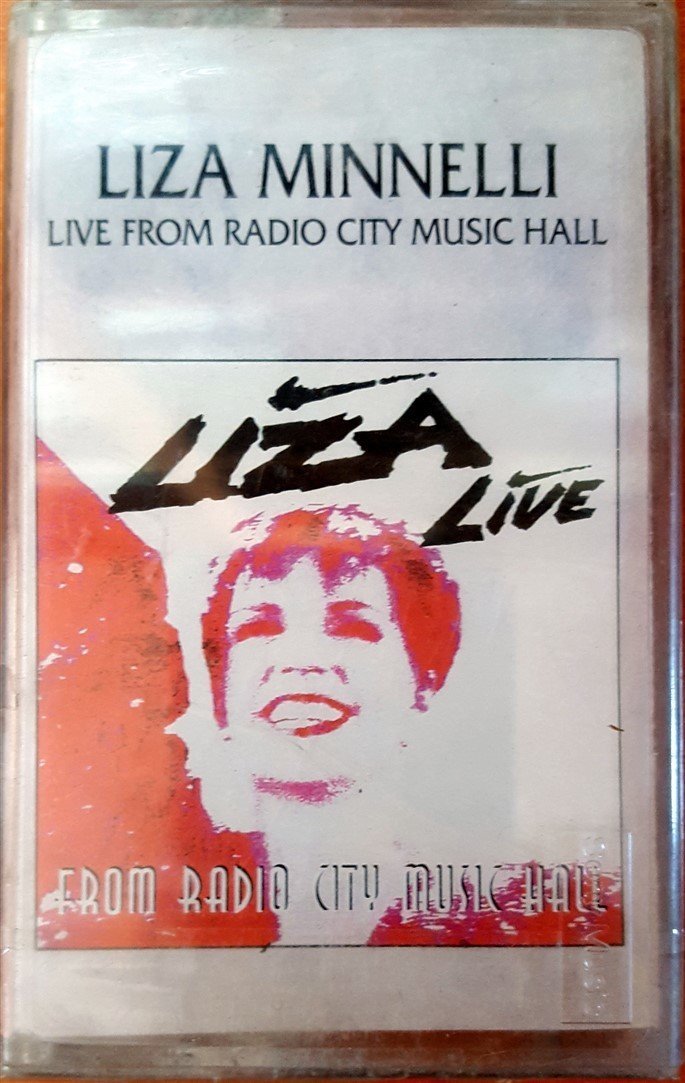 LIZA MINNELLI
LIVE FROM RADIO CITY MUSIC HALL
LIZA
LIVE
FROM RADIO CITY MUSIC HALL